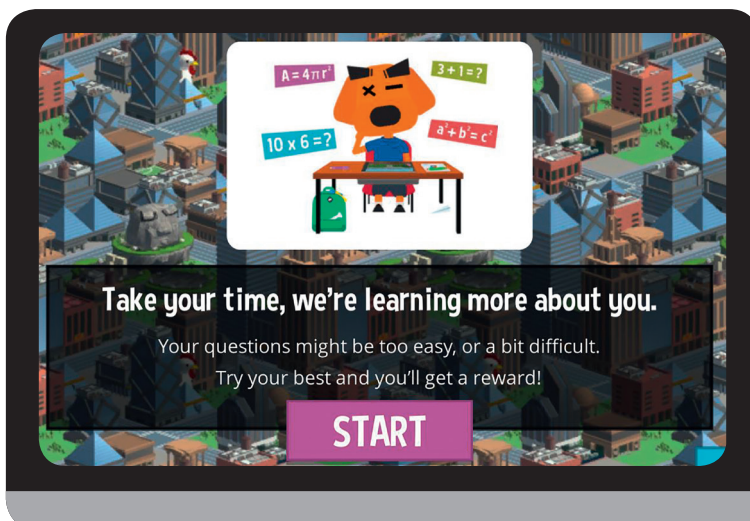 A = 4πr²
3 + 1 = ?
10 x 6 = ?
a² + b² = c²
Take your time, we're learning more about you.
Your questions might be too easy, or a bit difficult.
Try your best and you'll get a reward!
START